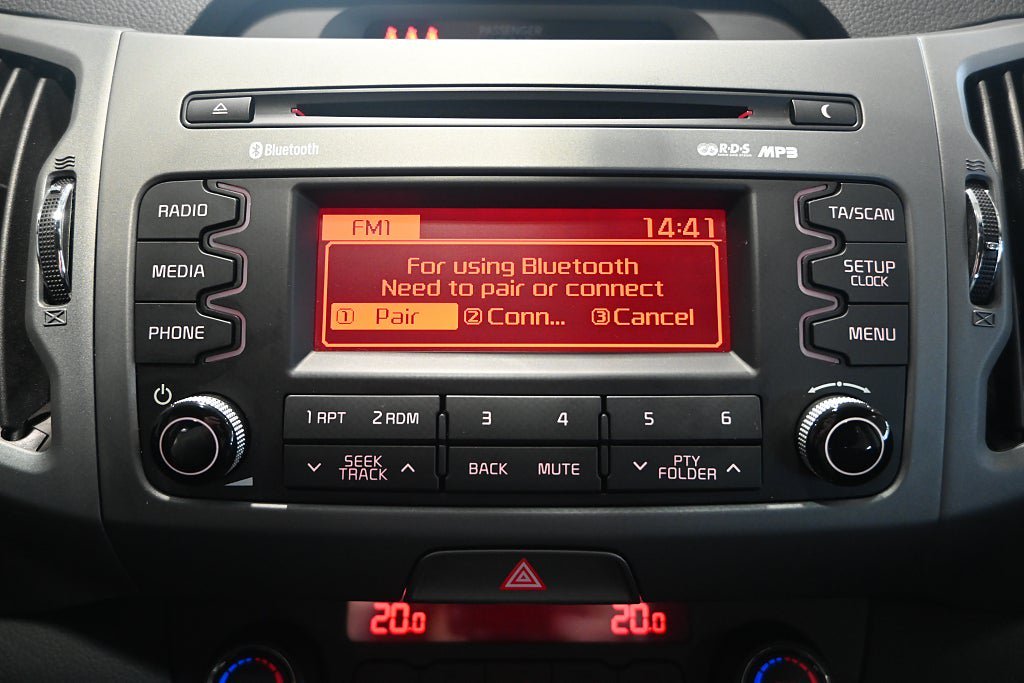 PASSENGER
Bluetooth
R·D·S MP3
RADIO
MEDIA
PHONE
FM1 14:41
For using Bluetooth
Need to pair or connect
1 Pair 2 Conn... 3 Cancel
TA/SCAN
SETUP
CLOCK
MENU
1 RPT 2 RDM 3 4 5 6
SEEK
TRACK
BACK MUTE
PTY
FOLDER
20.0 20.0